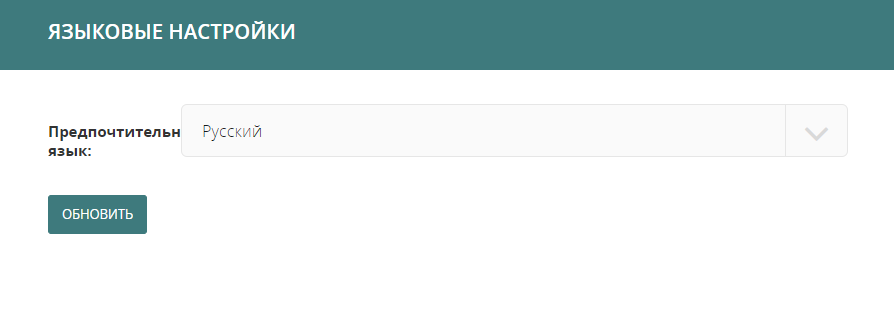 ЯЗЫКОВЫЕ НАСТРОЙКИ
Предпочтительн
язык:
Русский
ОБНОВИТЬ